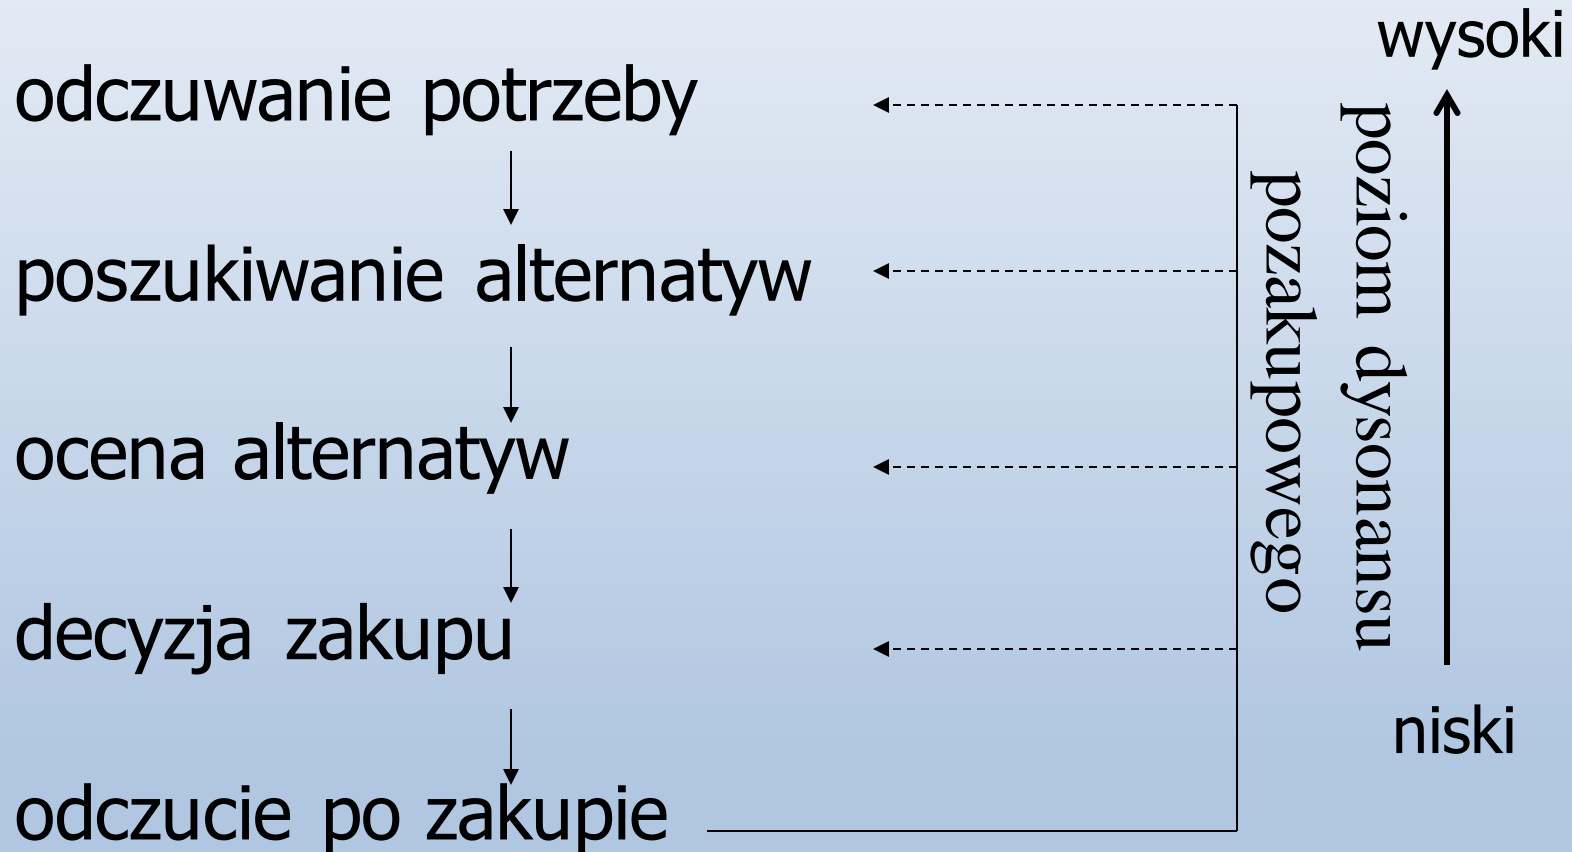 wysoki
odczuwanie potrzeby
poszukiwanie alternatyw
ocena alternatyw
decyzja zakupu
odczucie po zakupie
poziom dysonansu
pozakupowego
niski